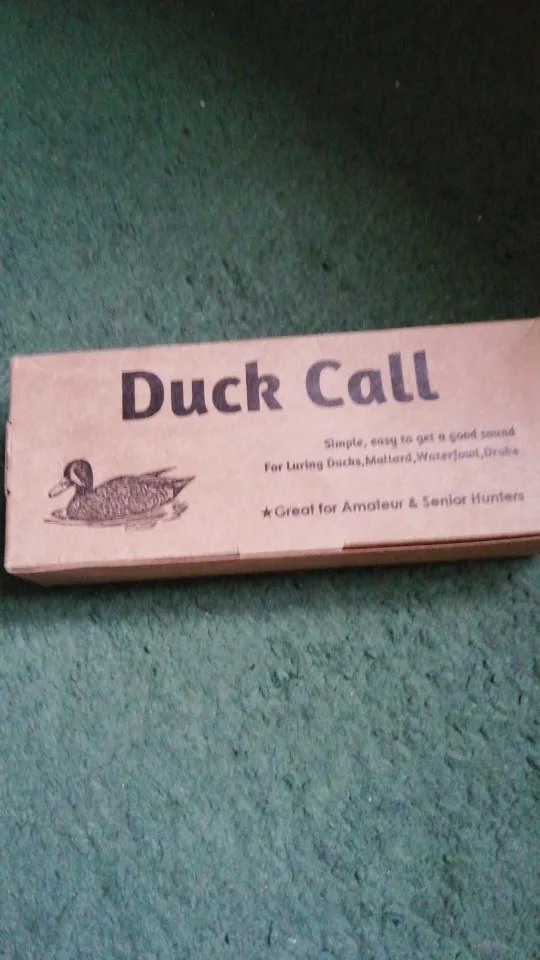 Duck Call
Simple, easy to get a good sound
For Luring Ducks,Mallard,Waterfowl,Drake
★Great for Amateur & Senior Hunters